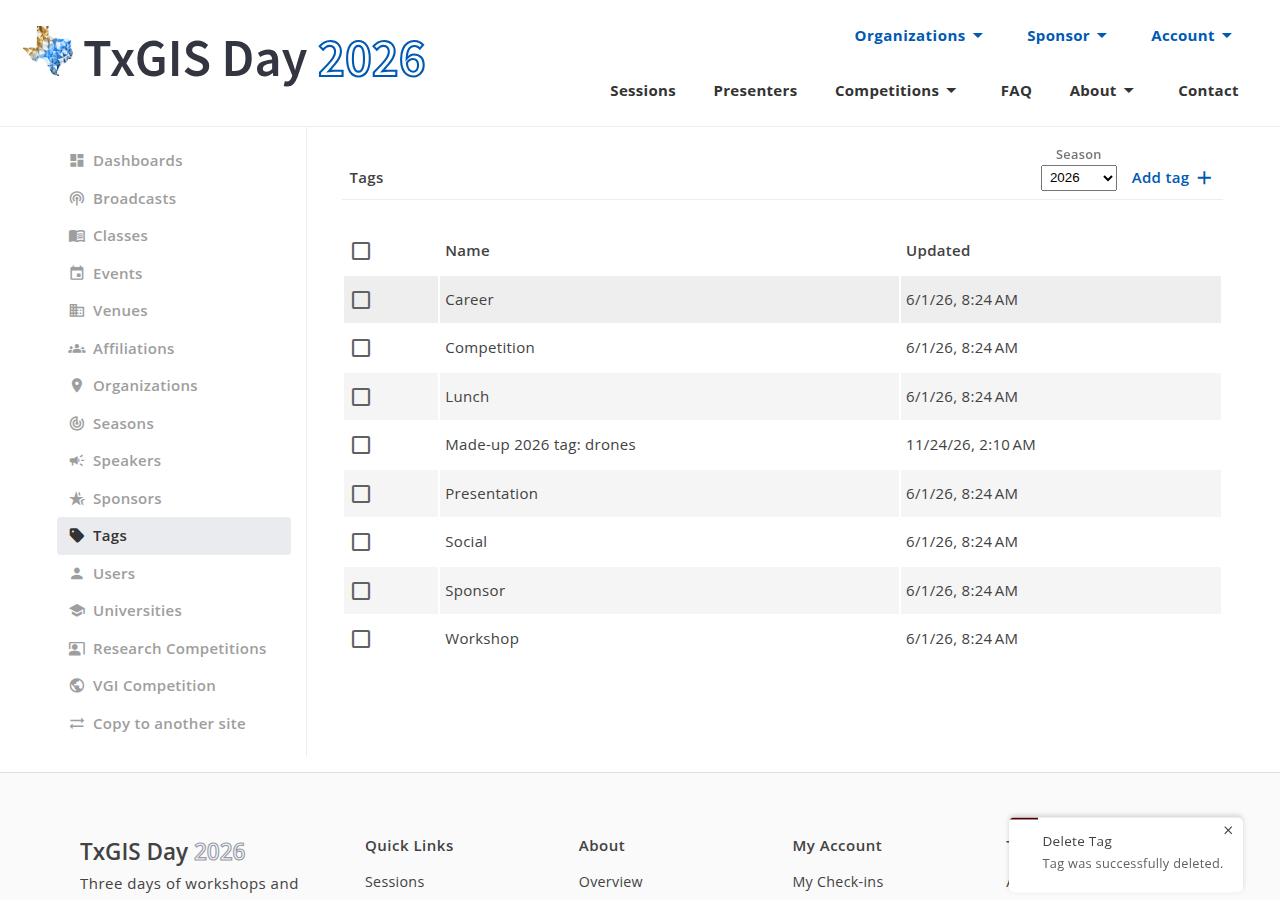 TxGIS Day 2026
Organizations
Sponsor
Account
Sessions
Presenters
Competitions
FAQ
About
Contact
Dashboards
Broadcasts
Classes
Events
Venues
Affiliations
Organizations
Seasons
Speakers
Sponsors
Tags
Users
Universities
Research Competitions
VGI Competition
Copy to another site
Tags
Season
2026
Add tag
Name Updated
Career 6/1/26, 8:24 AM
Competition 6/1/26, 8:24 AM
Lunch 6/1/26, 8:24 AM
Made-up 2026 tag: drones 11/24/26, 2:10 AM
Presentation 6/1/26, 8:24 AM
Social 6/1/26, 8:24 AM
Sponsor 6/1/26, 8:24 AM
Workshop 6/1/26, 8:24 AM
TxGIS Day 2026
Three days of workshops and
Quick Links
Sessions
About
Overview
My Account
My Check-ins
Delete Tag
Tag was successfully deleted.